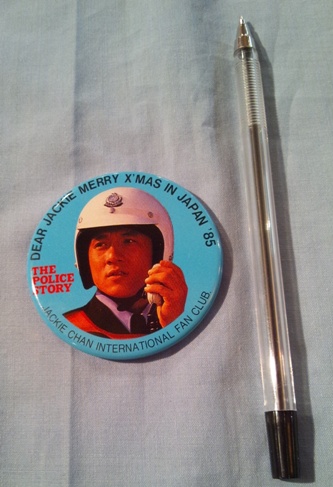 DEAR JACKIE MERRY X'MAS IN JAPAN '85
THE
POLICE
STORY
JACKIE CHAN INTERNATIONAL FAN CLUB